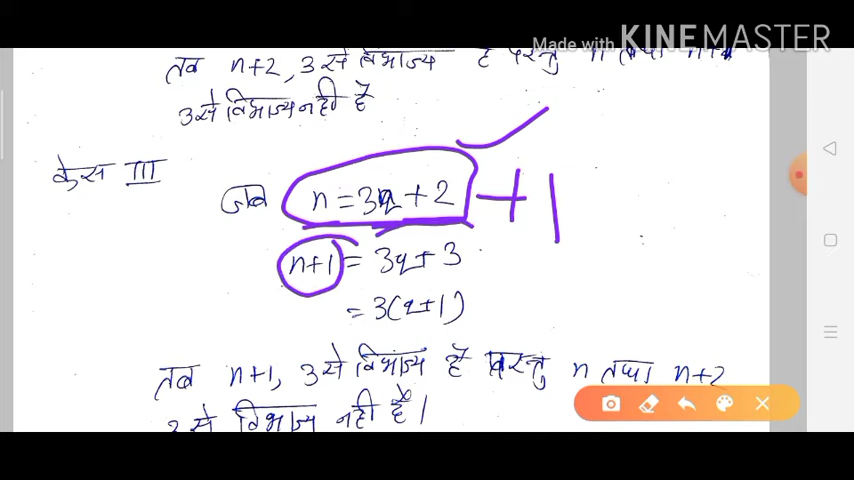 Made with KINEMASTER
तब n+2, 3 से विभाज्य है परन्तु n तथा
3 से विभाज्य नही है
केस III
जब n = 3q + 2 + 1
n+1 = 3q + 3
= 3(q+1)
तब n+1, 3 से विभाज्य है परन्तु n तथा n+2
3 से विभाज्य नही है।